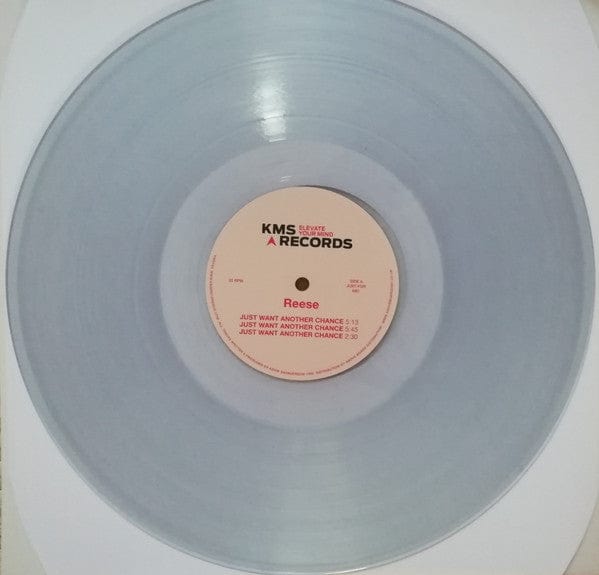 KMS ELEVATE
YOUR MIND
RECORDS
33 RPM
SIDE A
Reese
JUST WANT ANOTHER CHANCE 5:13
JUST WANT ANOTHER CHANCE 5:45
JUST WANT ANOTHER CHANCE 2:30